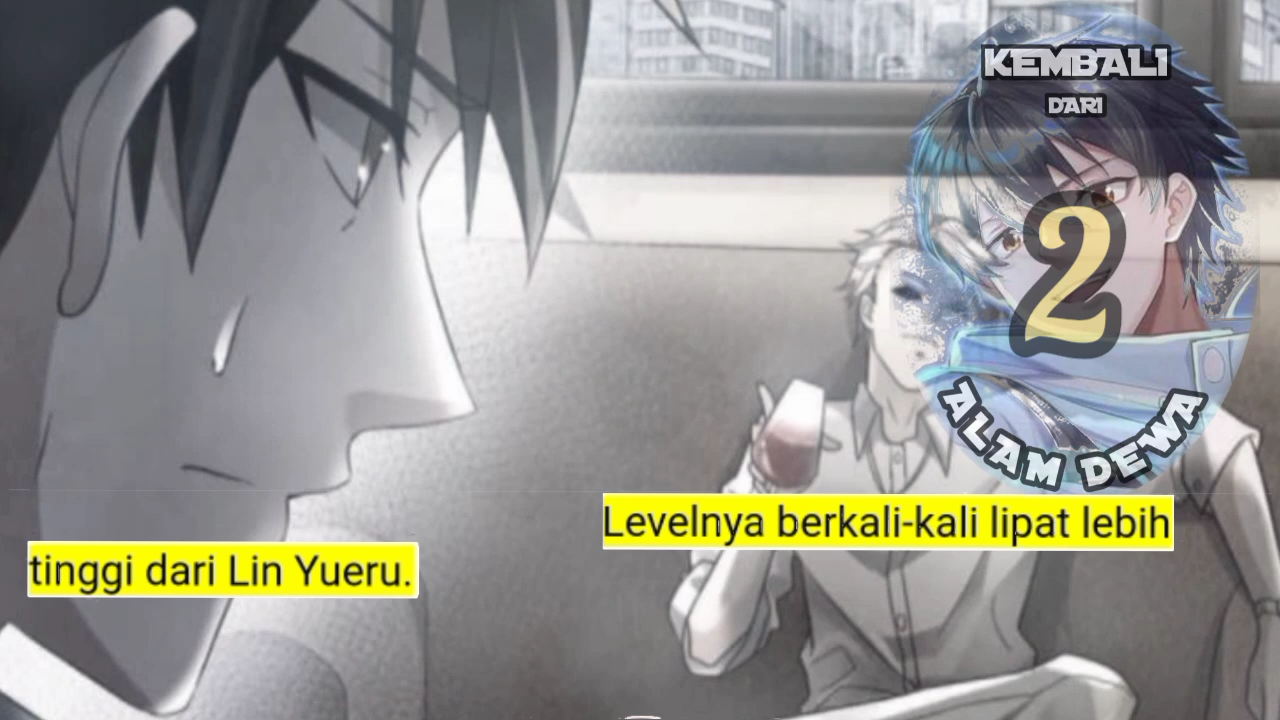 KEMBALI
DARI
2
ALAM DEWA
Levelnya berkali-kali lipat lebih
tinggi dari Lin Yueru.